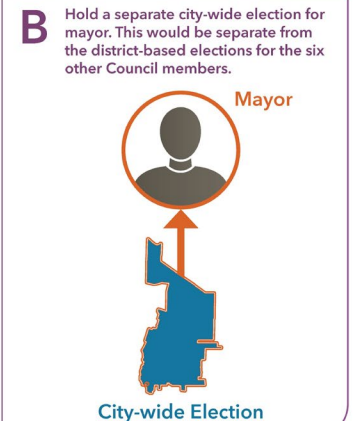 B
Hold a separate city-wide election for
mayor. This would be separate from
the district-based elections for the six
other Council members.
Mayor
City-wide Election